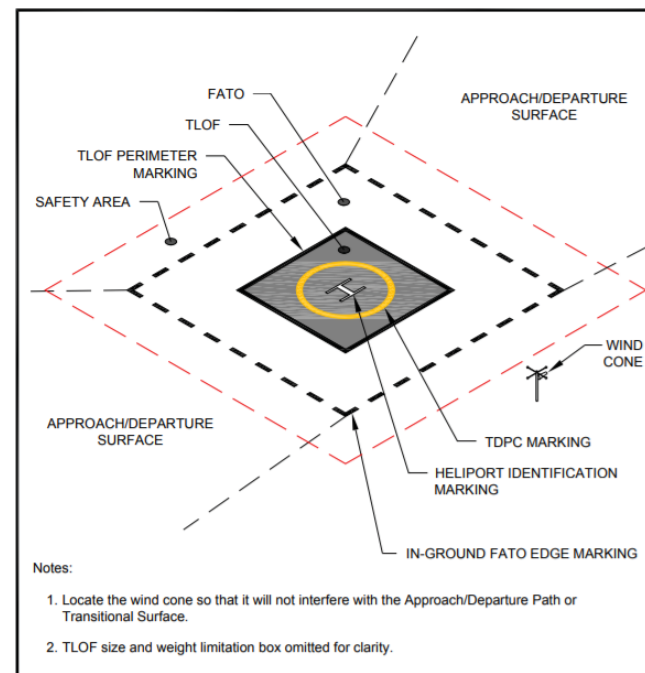 FATO
APPROACH/DEPARTURE
SURFACE
TLOF
TLOF PERIMETER
MARKING
SAFETY AREA
WIND
CONE
APPROACH/DEPARTURE
SURFACE
TDPC MARKING
HELIPORT IDENTIFICATION
MARKING
IN-GROUND FATO EDGE MARKING
H
Notes:
1. Locate the wind cone so that it will not interfere with the Approach/Departure Path or
Transitional Surface.
2. TLOF size and weight limitation box omitted for clarity.